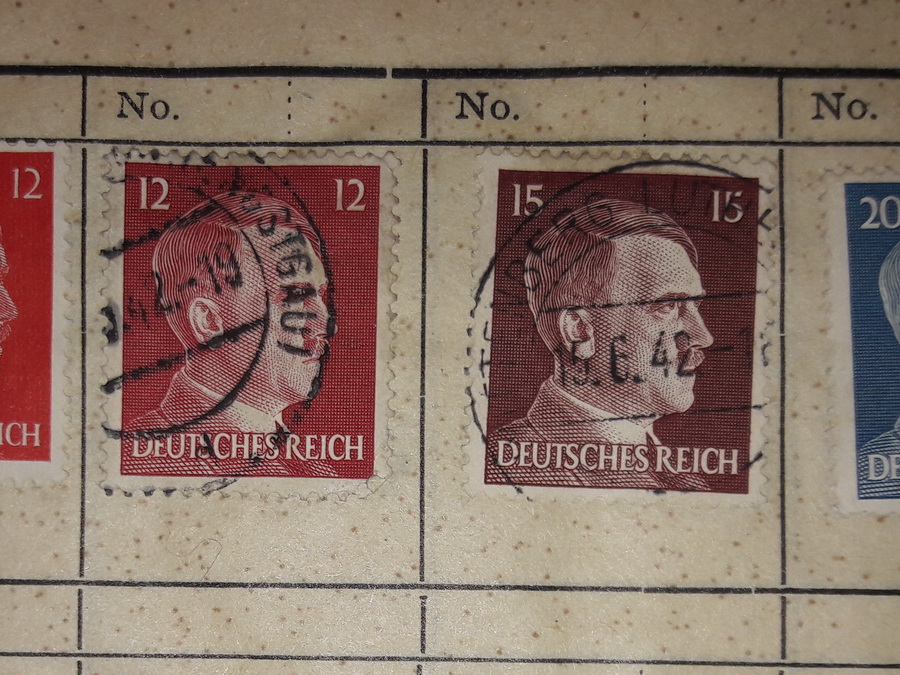 No.
No.
No.
12
12 12
15 15
20
15.6.42
ICH
DEUTSCHES REICH
DEUTSCHES REICH
DE